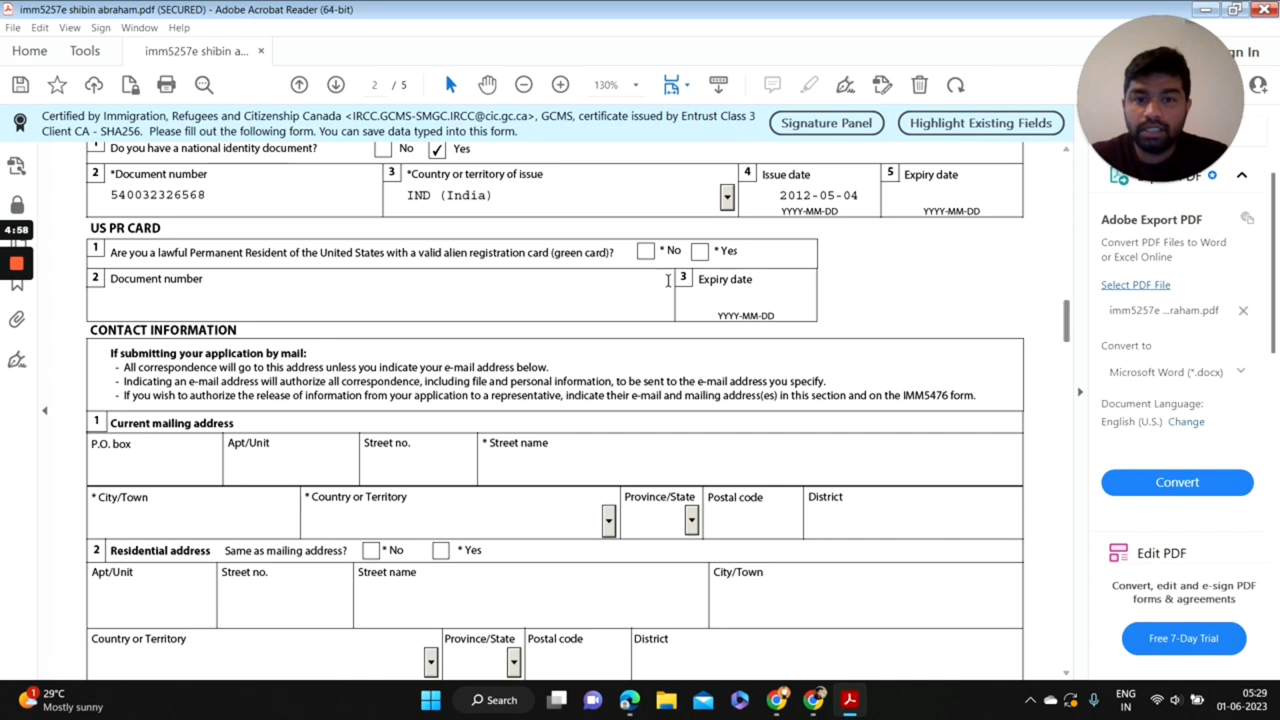 imm5257e shibin abraham.pdf (SECURED) - Adobe Acrobat Reader (64-bit)
File Edit View Sign Window Help
Home Tools imm5257e shibin a... × Sign In
2 / 5 130%
Certified by Immigration, Refugees and Citizenship Canada <IRCC.GCMS-SMGC.IRCC@cic.gc.ca>, GCMS, certificate issued by Entrust Class 3
Client CA - SHA256. Please fill out the following form. You can save data typed into this form.
Signature Panel
Highlight Existing Fields
1 Do you have a national identity document? No ✓ Yes
2 *Document number 3 *Country or territory of issue 4 Issue date 5 Expiry date
540032326568 IND (India) 2012-05-04
YYYY-MM-DD YYYY-MM-DD
US PR CARD
1 Are you a lawful Permanent Resident of the United States with a valid alien registration card (green card)? * No * Yes
2 Document number 3 Expiry date
YYYY-MM-DD
CONTACT INFORMATION
If submitting your application by mail:
- All correspondence will go to this address unless you indicate your e-mail address below.
- Indicating an e-mail address will authorize all correspondence, including file and personal information, to be sent to the e-mail address you specify.
- If you wish to authorize the release of information from your application to a representative, indicate their e-mail and mailing address(es) in this section and on the IMM5476 form.
1 Current mailing address
P.O. box Apt/Unit Street no. * Street name
* City/Town * Country or Territory Province/State Postal code District
2 Residential address Same as mailing address? * No * Yes
Apt/Unit Street no. Street name City/Town
Country or Territory Province/State Postal code District
4:58
Adobe Export PDF
Convert PDF Files to Word
or Excel Online
Select PDF File
imm5257e ...raham.pdf ×
Convert to
Microsoft Word (*.docx)
Document Language:
English (U.S.) Change
Convert
Edit PDF
Convert, edit and e-sign PDF
forms & agreements
Free 7-Day Trial
1
29°C
Mostly sunny
Search
ENG
IN
05:29
01-06-2023